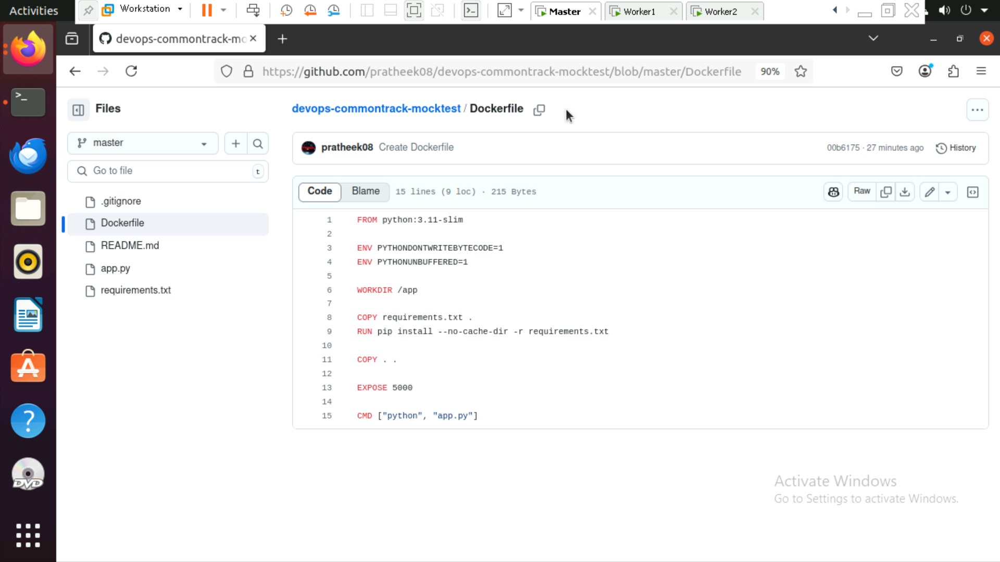 Activities
Workstation
Master
Worker1
Worker2
devops-commontrack-mo
https://github.com/pratheek08/devops-commontrack-mocktest/blob/master/Dockerfile
90%
Files
devops-commontrack-mocktest / Dockerfile
master
pratheek08 Create Dockerfile
00b6175 · 27 minutes ago
History
Go to file
t
Code
Blame
15 lines (9 loc) · 215 Bytes
Raw
.gitignore
Dockerfile
README.md
app.py
requirements.txt
1 FROM python:3.11-slim
2
3 ENV PYTHONDONTWRITEBYTECODE=1
4 ENV PYTHONUNBUFFERED=1
5
6 WORKDIR /app
7
8 COPY requirements.txt .
9 RUN pip install --no-cache-dir -r requirements.txt
10
11 COPY . .
12
13 EXPOSE 5000
14
15 CMD ["python", "app.py"]
DVD
Activate Windows
Go to Settings to activate Windows.